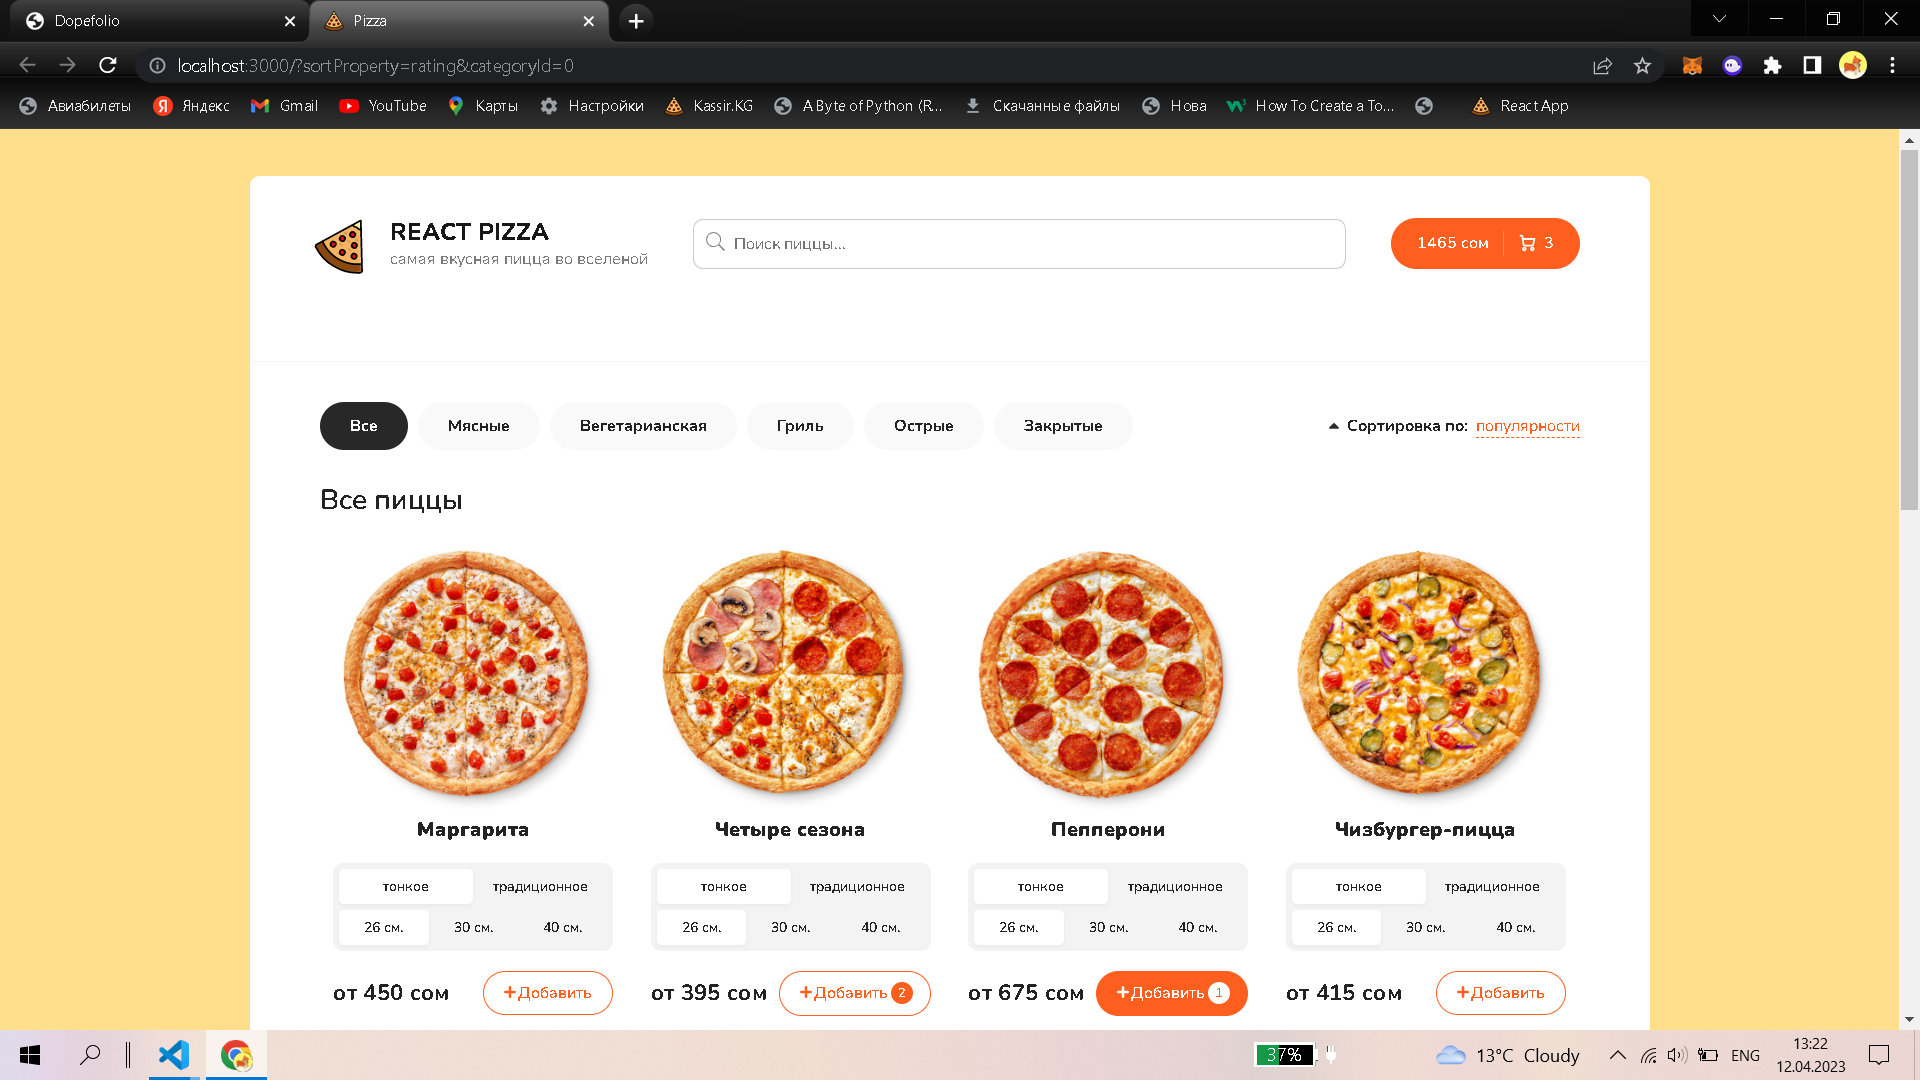 Dopefolio
Pizza
localhost:3000/?sortProperty=rating&categoryId=0
Авиабилеты
Яндекс
Gmail
YouTube
Карты
Настройки
Kassir.KG
A Byte of Python (R...
Скачанные файлы
Нова
How To Create a To...
React App
REACT PIZZA
самая вкусная пицца во вселеной
Поиск пиццы...
1465 сом
3
Все
Мясные
Вегетарианская
Гриль
Острые
Закрытые
Сортировка по: популярности
Все пиццы
Маргарита
Четыре сезона
Пепперони
Чизбургер-пицца
тонкое традиционное
тонкое традиционное
тонкое традиционное
тонкое традиционное
26 см. 30 см. 40 см.
26 см. 30 см. 40 см.
26 см. 30 см. 40 см.
26 см. 30 см. 40 см.
от 450 сом
+Добавить
от 395 сом
+Добавить 2
от 675 сом
+Добавить 1
от 415 сом
+Добавить
37%
13°C Cloudy
ENG
13:22
12.04.2023